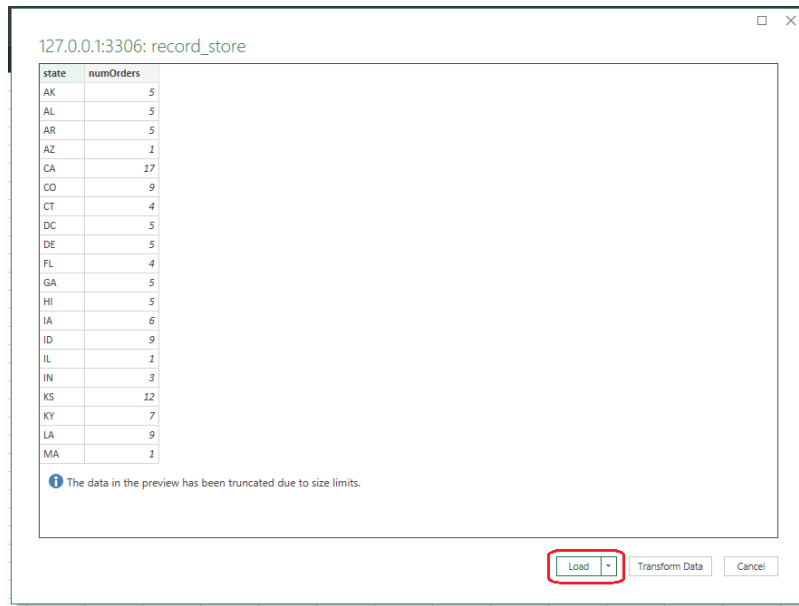 127.0.0.1:3306: record_store
state numOrders
AK 5
AL 5
AR 5
AZ 1
CA 17
CO 9
CT 4
DC 5
DE 5
FL 4
GA 5
HI 5
IA 6
ID 9
IL 1
IN 3
KS 12
KY 7
LA 9
MA 1
The data in the preview has been truncated due to size limits.
Load Transform Data Cancel